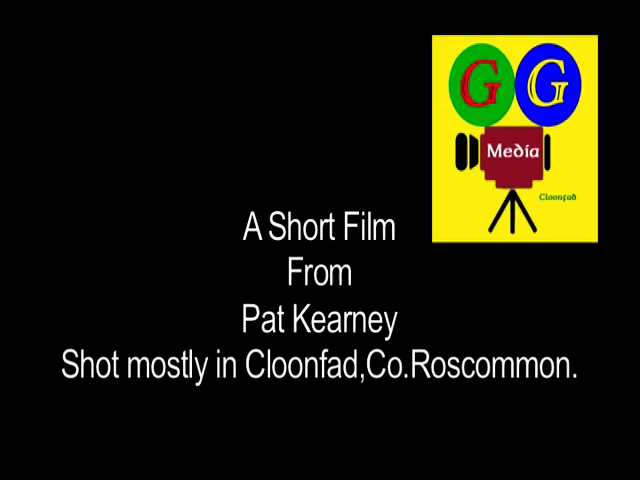 G G
Media
Cloonfad
A Short Film
From
Pat Kearney
Shot mostly in Cloonfad,Co.Roscommon.